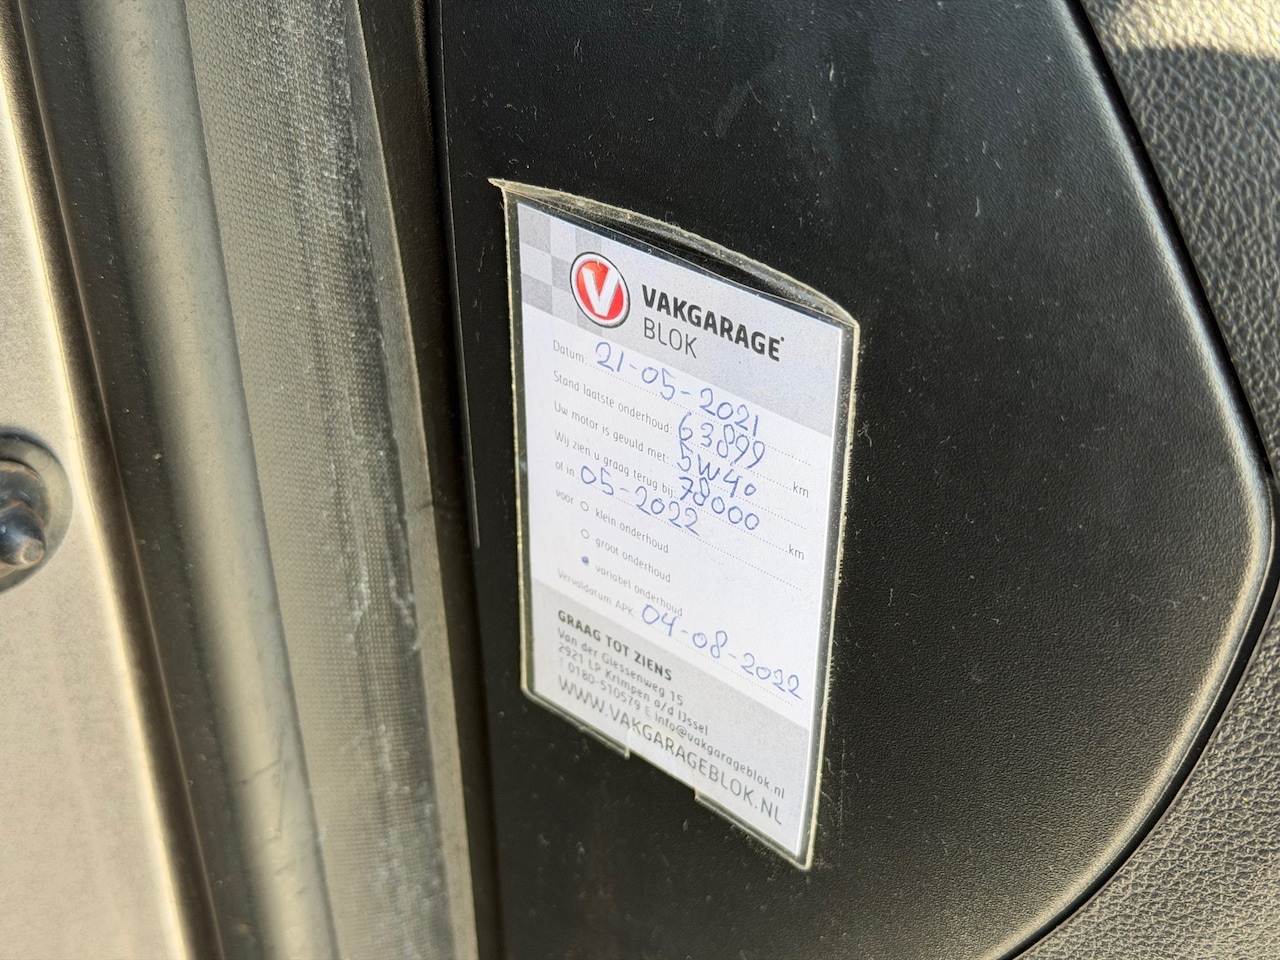 V
VAKGARAGE
BLOK
Datum: 21-05-2021
Stand laatste onderhoud: 63899 km
Uw motor is gevuld met: 5W40
Wij zien u graag terug bij: 78000 km
of in 05-2022
voor klein onderhoud
groot onderhoud
variabel onderhoud
Vervaldatum APK: 04-08-2022
GRAAG TOT ZIENS
Van der Giessenweg 15
2921 LP Krimpen a/d IJssel
T 0180-510579 E info@vakgarageblok.nl
WWW.VAKGARAGEBLOK.NL